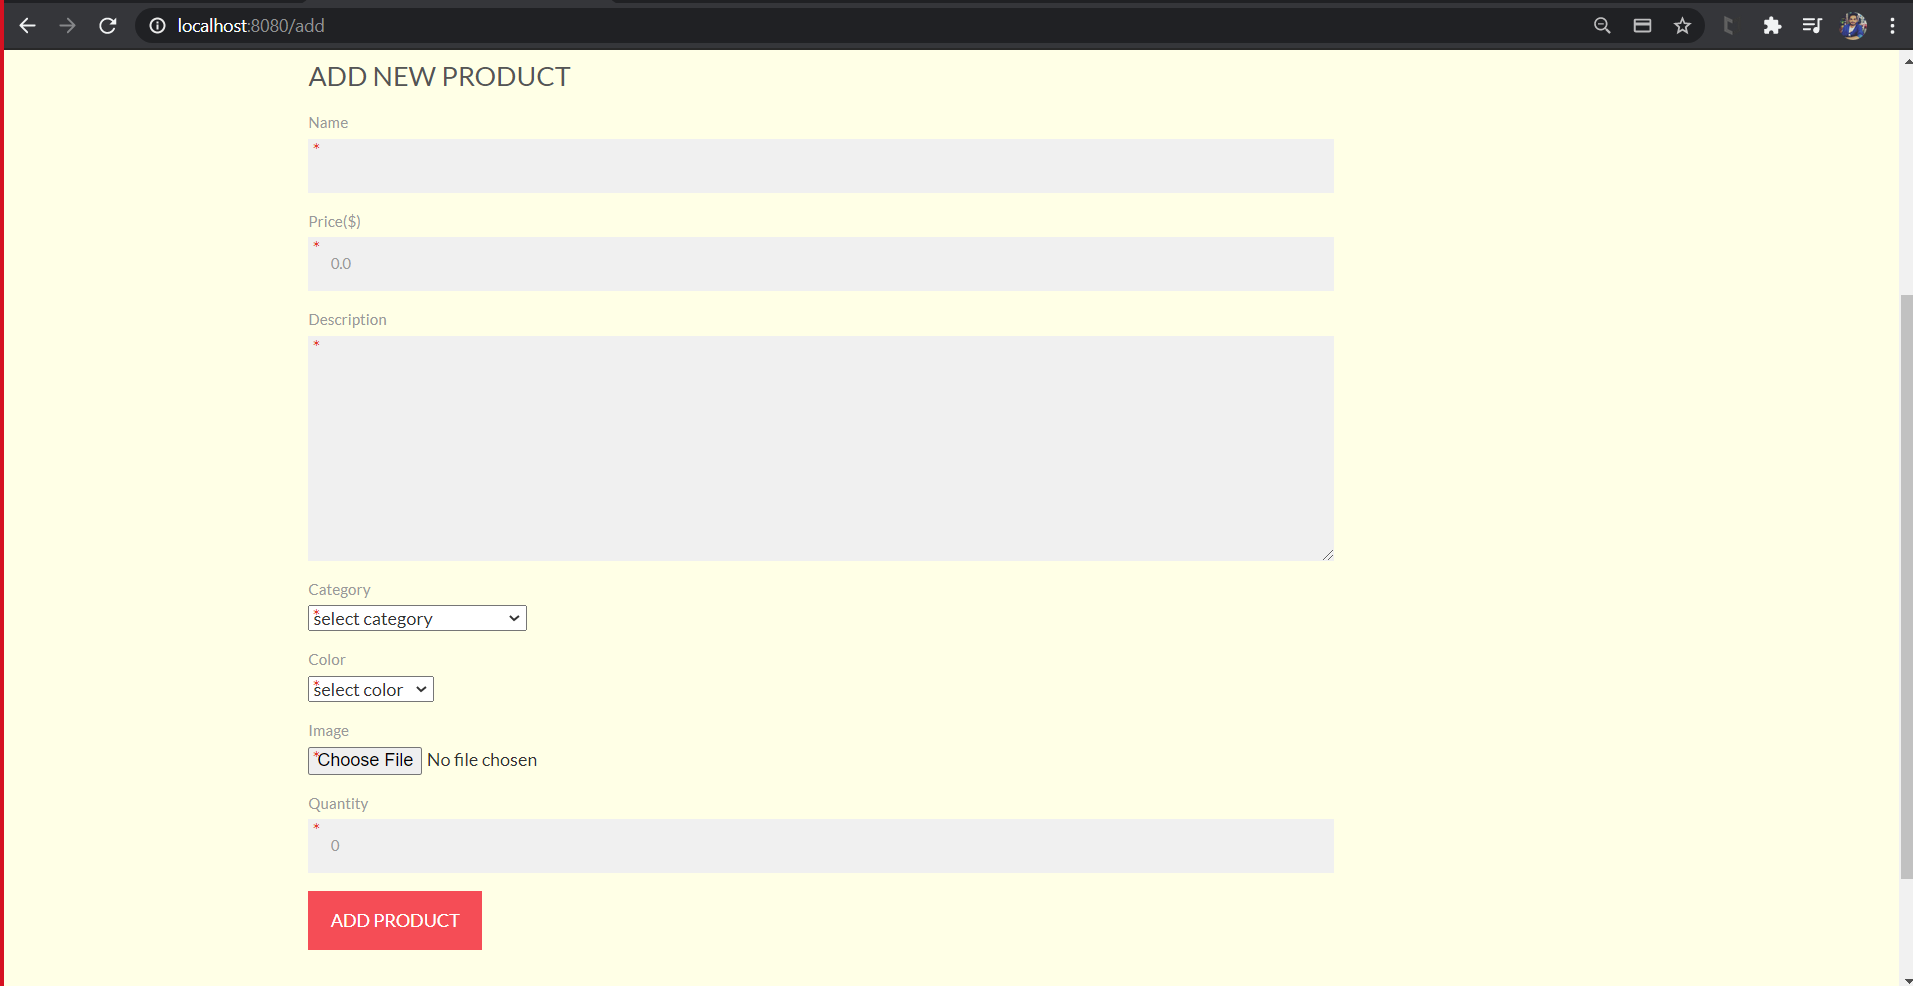 localhost:8080/add
ADD NEW PRODUCT
Name
*
Price($)
*
0.0
Description
*
Category
*
select category
Color
*
select color
Image
*
Choose File No file chosen
Quantity
*
0
ADD PRODUCT